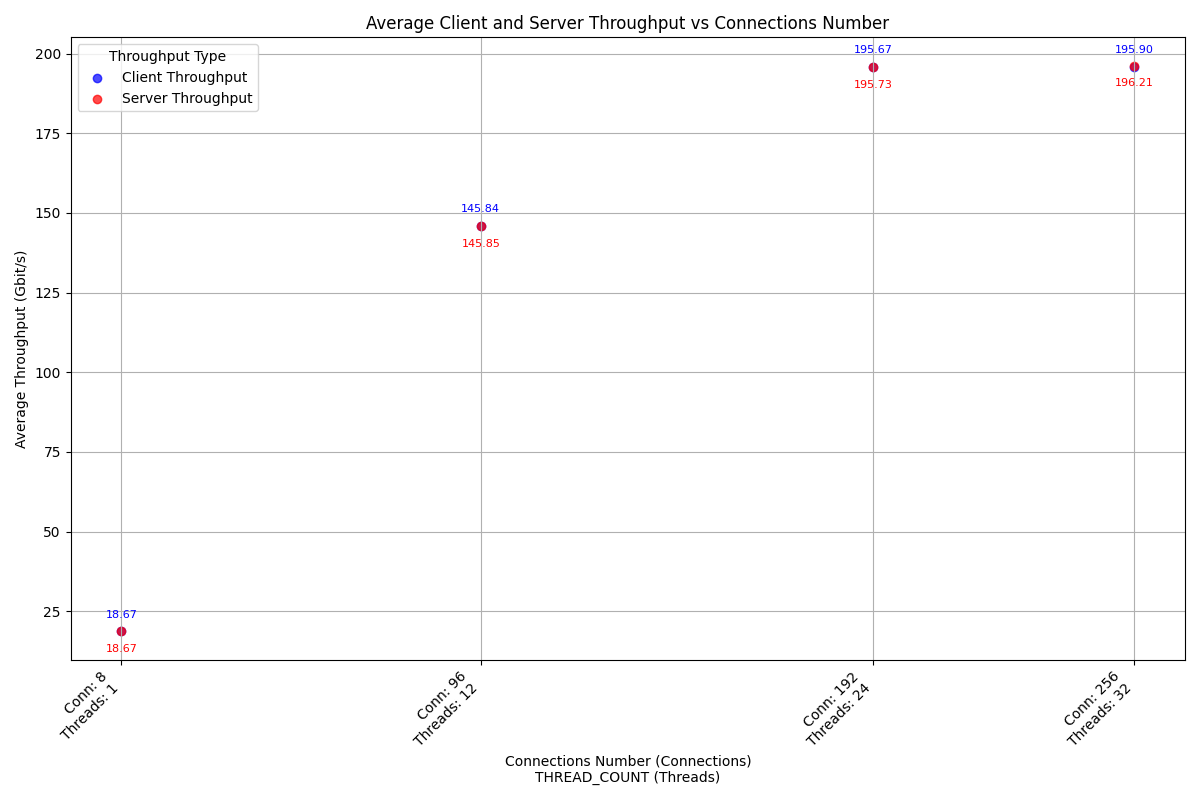 Average Client and Server Throughput vs Connections Number
Throughput Type
Client Throughput
Server Throughput
Average Throughput (Gbit/s)
200
175
150
125
100
75
50
25
18.67
18.67
145.84
145.85
195.67
195.73
195.90
196.21
Conn: 8
Threads: 1
Conn: 96
Threads: 12
Conn: 192
Threads: 24
Conn: 256
Threads: 32
Connections Number (Connections)
THREAD_COUNT (Threads)